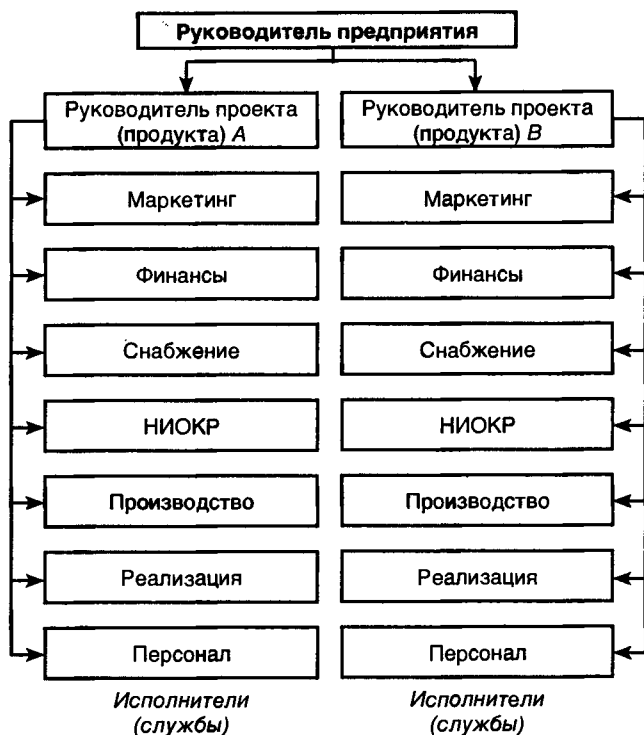 Руководитель предприятия
Руководитель проекта
(продукта) А
Руководитель проекта
(продукта) В
Маркетинг
Маркетинг
Финансы
Финансы
Снабжение
Снабжение
НИОКР
НИОКР
Производство
Производство
Реализация
Реализация
Персонал
Персонал
Исполнители
(службы)
Исполнители
(службы)